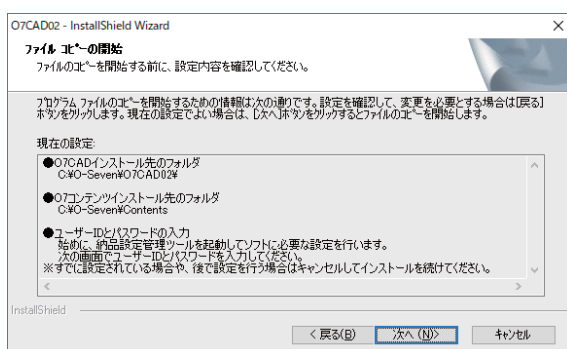 O7CAD02 - InstallShield Wizard
ファイル コピーの開始
ファイルのコピーを開始する前に、設定内容を確認してください。
プログラム ファイルのコピーを開始するための情報は次の通りです。設定を確認して、変更を必要とする場合は[戻る]
ボタンをクリックします。現在の設定でよい場合は、[次へ]ボタンをクリックするとファイルのコピーを開始します。
現在の設定:
●O7CADインストール先のフォルダ
C:¥O-Seven¥O7CAD02¥
●O7コンテンツインストール先のフォルダ
C:¥O-Seven¥Contents
●ユーザーIDとパスワードの入力
始めに、納品設定管理ツールを起動してソフトに必要な設定を行います。
次の画面でユーザーIDとパスワードを入力してください。
※すでに設定されている場合や、後で設定を行う場合はキャンセルしてインストールを続けてください。
InstallShield
< 戻る(B)
次へ (N)>
キャンセル